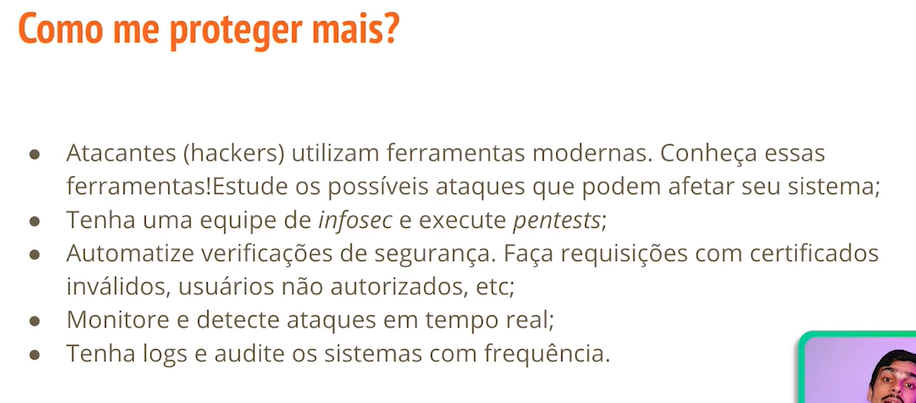 Como me proteger mais?
● Atacantes (hackers) utilizam ferramentas modernas. Conheça essas
ferramentas!Estude os possíveis ataques que podem afetar seu sistema;
● Tenha uma equipe de infosec e execute pentests;
● Automatize verificações de segurança. Faça requisições com certificados
inválidos, usuários não autorizados, etc;
● Monitore e detecte ataques em tempo real;
● Tenha logs e audite os sistemas com frequência.